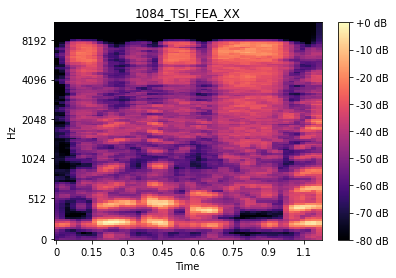 1084_TSI_FEA_XX
Hz
8192
4096
2048
1024
512
0
0 0.15 0.3 0.45 0.6 0.75 0.9 1.1
Time
+0 dB
-10 dB
-20 dB
-30 dB
-40 dB
-50 dB
-60 dB
-70 dB
-80 dB